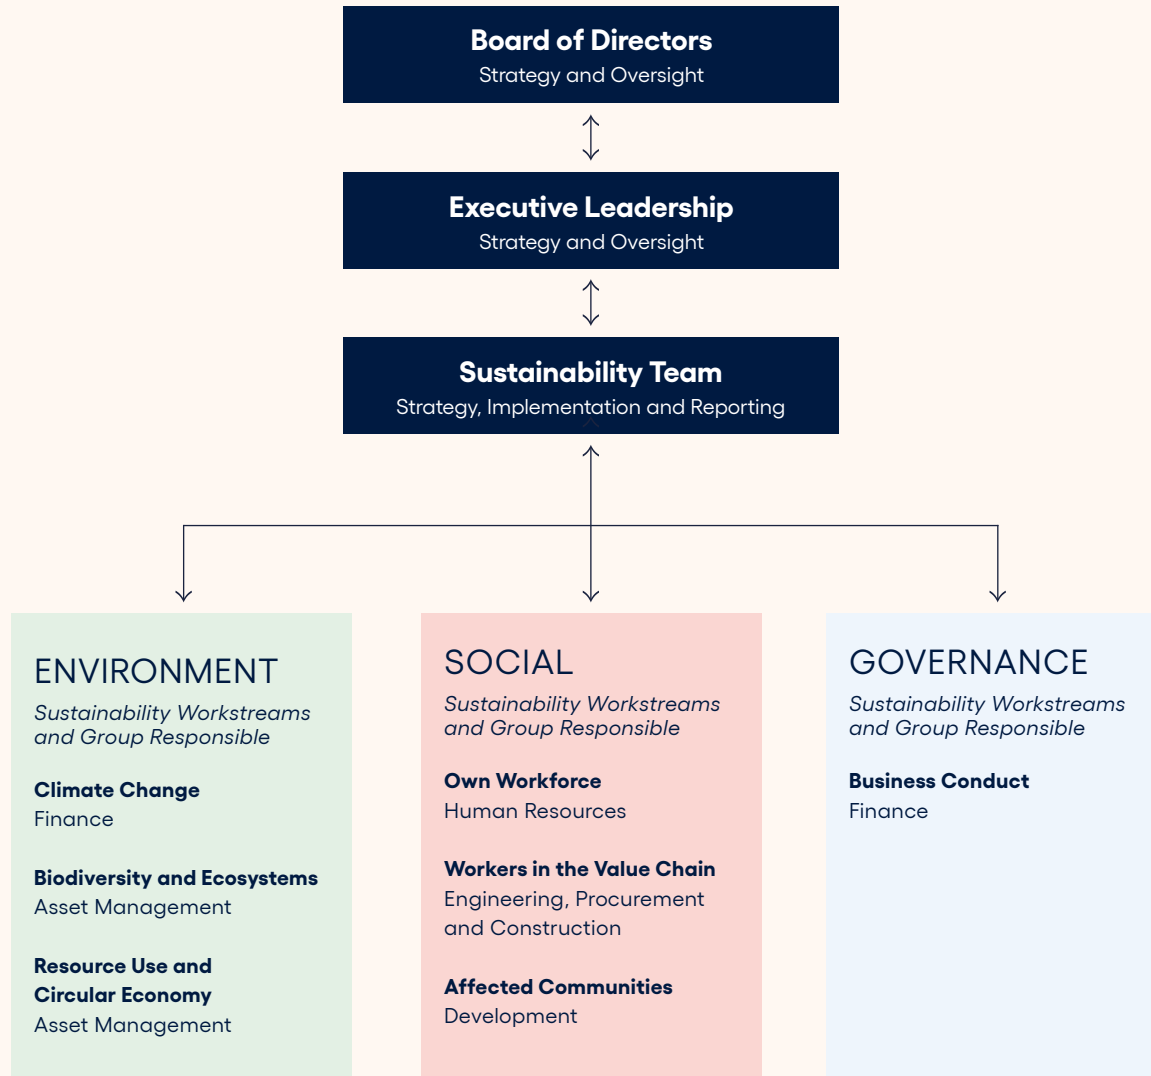 Board of Directors
Strategy and Oversight
Executive Leadership
Strategy and Oversight
Sustainability Team
Strategy, Implementation and Reporting
ENVIRONMENT
Sustainability Workstreams
and Group Responsible
Climate Change
Finance
Biodiversity and Ecosystems
Asset Management
Resource Use and
Circular Economy
Asset Management
SOCIAL
Sustainability Workstreams
and Group Responsible
Own Workforce
Human Resources
Workers in the Value Chain
Engineering, Procurement
and Construction
Affected Communities
Development
GOVERNANCE
Sustainability Workstreams
and Group Responsible
Business Conduct
Finance